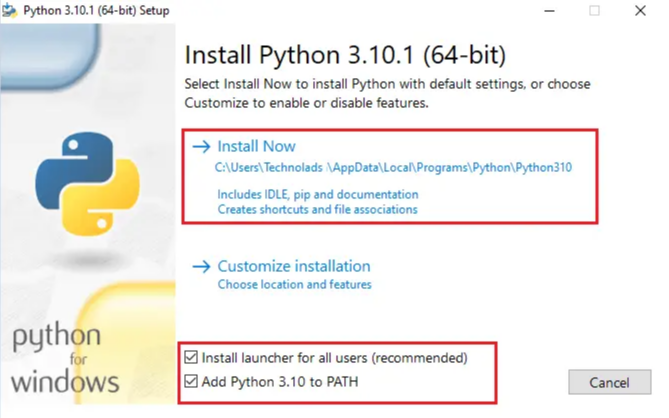 Python 3.10.1 (64-bit) Setup
Install Python 3.10.1 (64-bit)
Select Install Now to install Python with default settings, or choose
Customize to enable or disable features.
Install Now
C:\Users\Technolads \AppData\Local\Programs\Python\Python310
Includes IDLE, pip and documentation
Creates shortcuts and file associations
Customize installation
Choose location and features
python
for
windows
Install launcher for all users (recommended)
Add Python 3.10 to PATH
Cancel